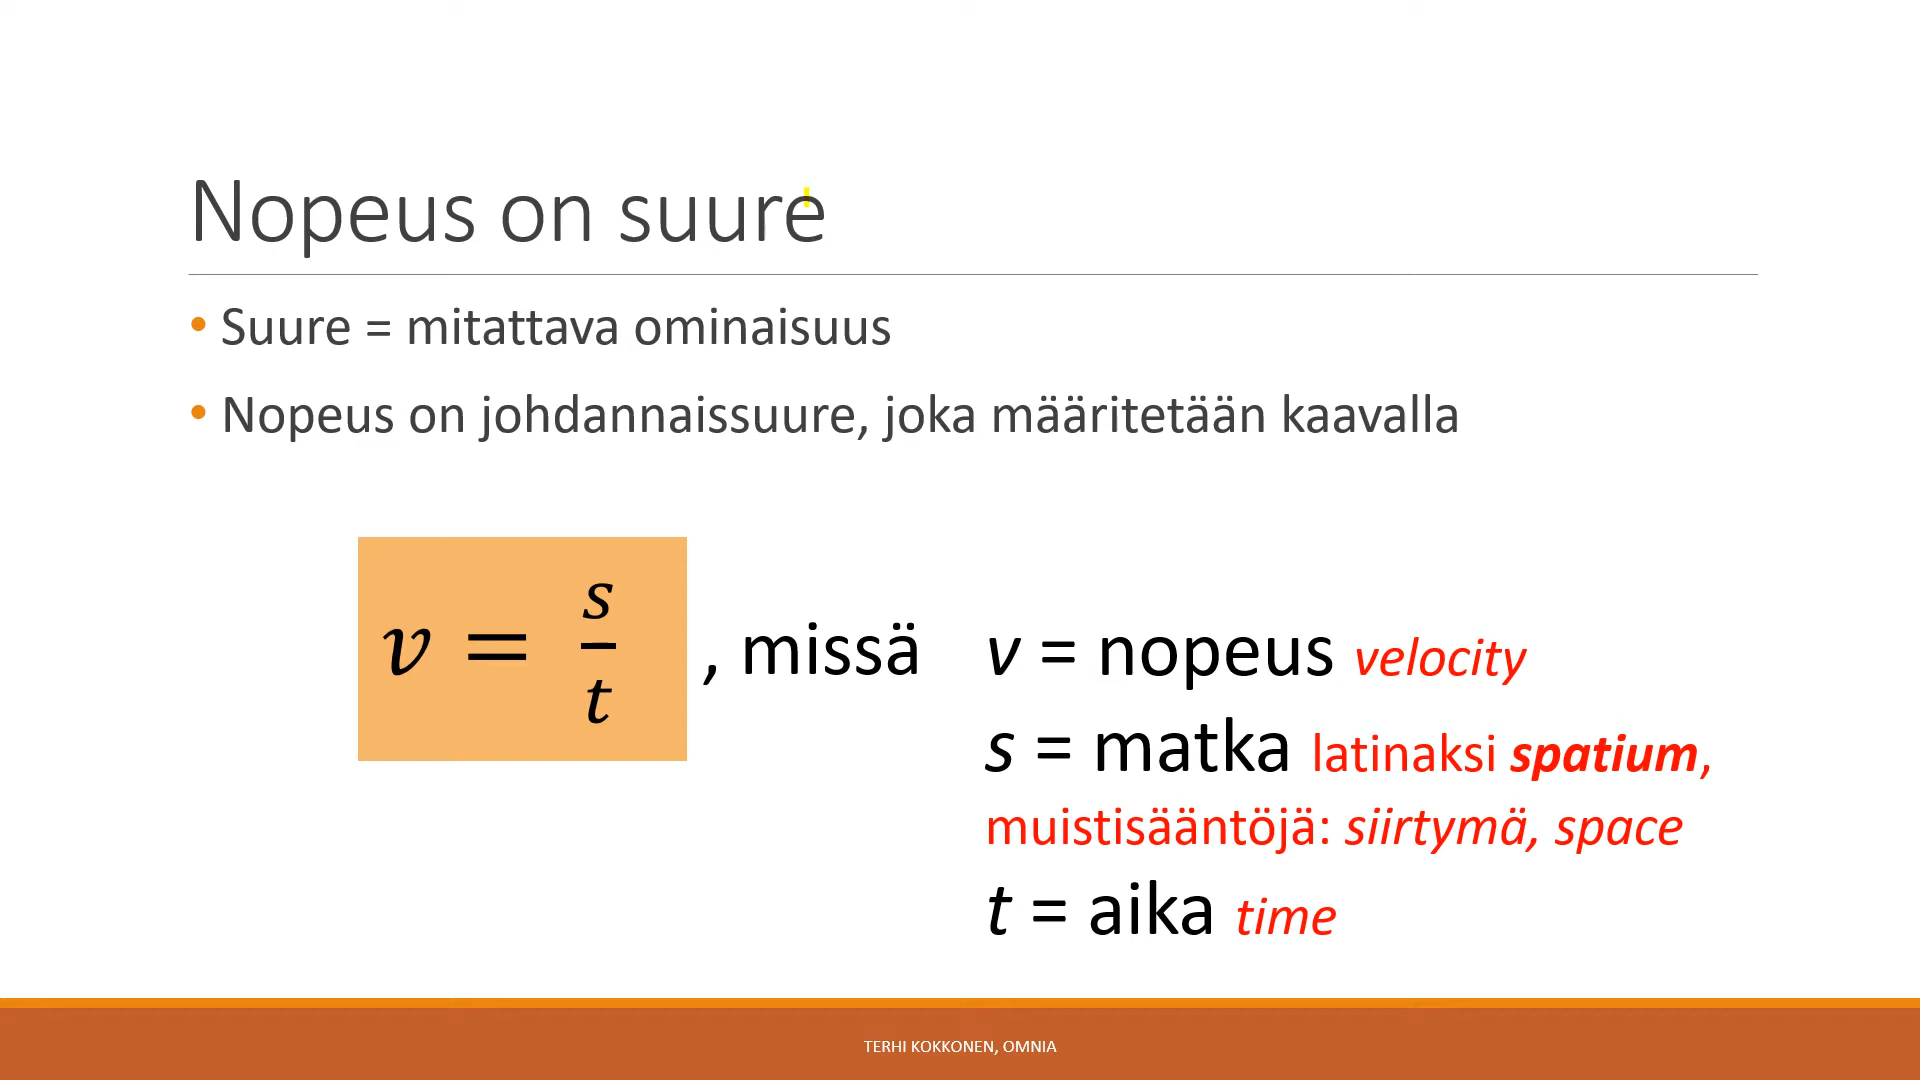 Nopeus on suure
• Suure = mitattava ominaisuus
• Nopeus on johdannaissuure, joka määritetään kaavalla
v = s/t , missä
v = nopeus velocity
s = matka latinaksi spatium,
muistisääntöjä: siirtymä, space
t = aika time
TERHI KOKKONEN, OMNIA